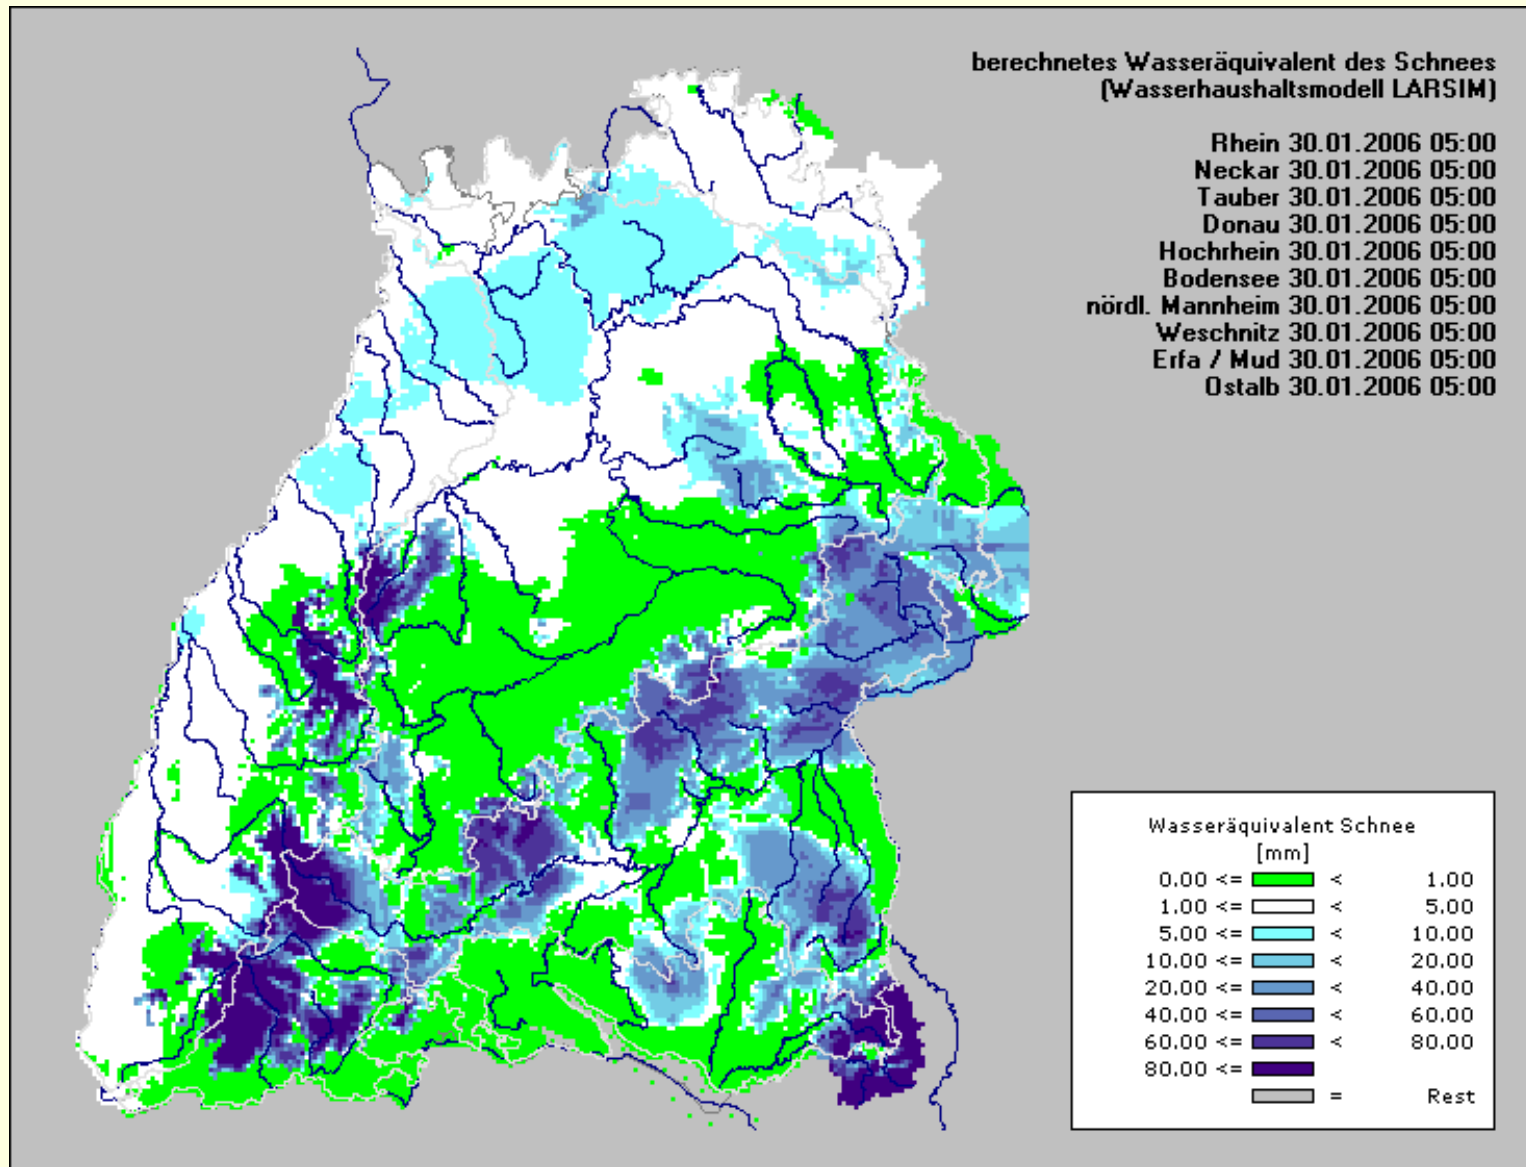 berechnetes Wasseräquivalent des Schnees
(Wasserhaushaltsmodell LARSIM)
Rhein 30.01.2006 05:00
Neckar 30.01.2006 05:00
Tauber 30.01.2006 05:00
Donau 30.01.2006 05:00
Hochrhein 30.01.2006 05:00
Bodensee 30.01.2006 05:00
nördl. Mannheim 30.01.2006 05:00
Weschnitz 30.01.2006 05:00
Erfa / Mud 30.01.2006 05:00
Ostalb 30.01.2006 05:00
Wasseräquivalent Schnee
[mm]
0.00 <= < 1.00
1.00 <= < 5.00
5.00 <= < 10.00
10.00 <= < 20.00
20.00 <= < 40.00
40.00 <= < 60.00
60.00 <= < 80.00
80.00 <=
= Rest